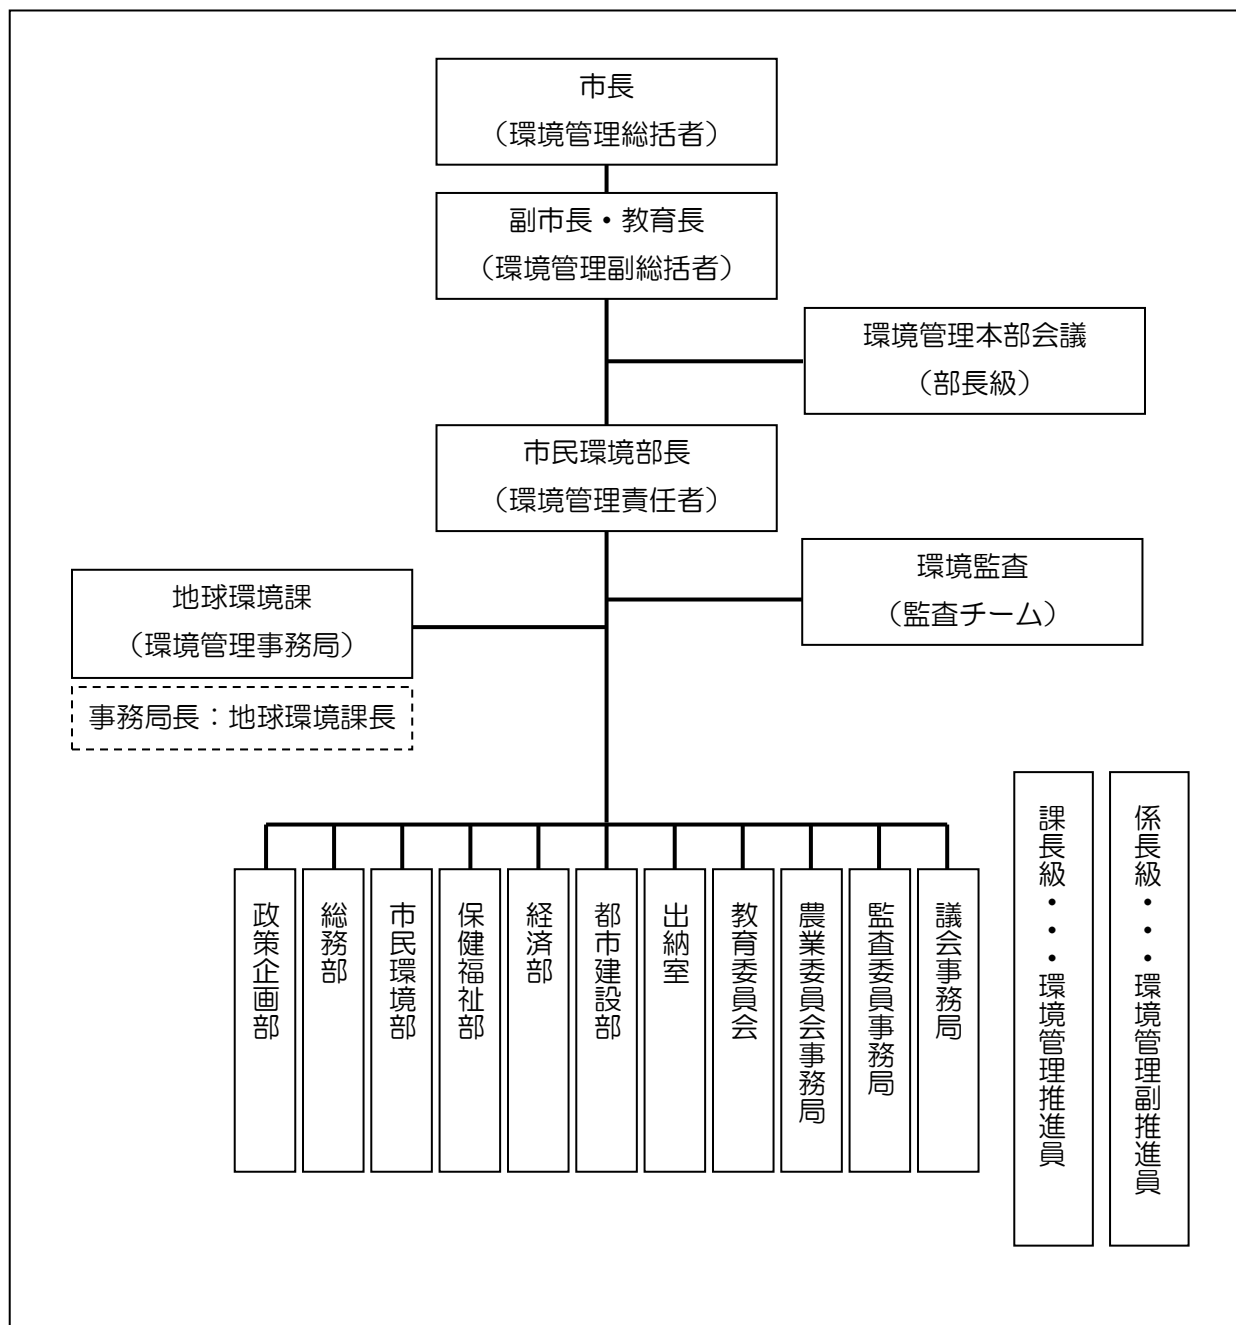 市長
（環境管理総括者）
副市長・教育長
（環境管理副総括者）
環境管理本部会議
（部長級）
市民環境部長
（環境管理責任者）
環境監査
（監査チーム）
地球環境課
（環境管理事務局）
事務局長：地球環境課長
政策企画部
総務部
市民環境部
保健福祉部
経済部
都市建設部
出納室
教育委員会
農業委員会事務局
監査委員事務局
議会事務局
課長級・・・環境管理推進員
係長級・・・環境管理副推進員